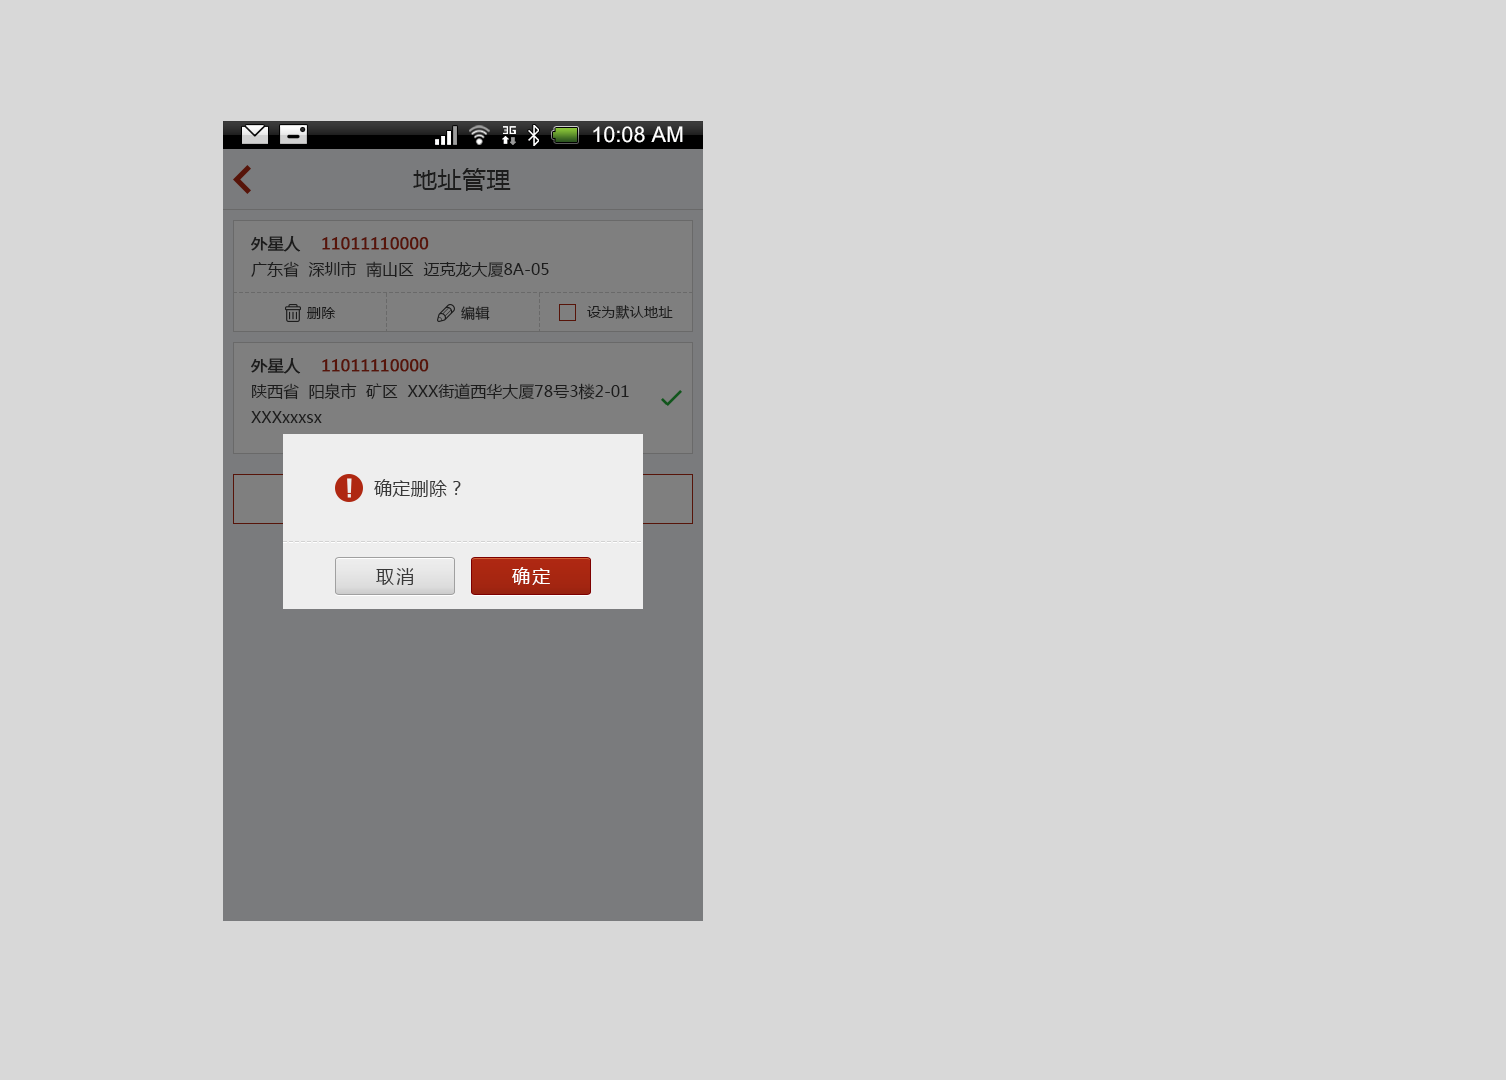 3G
10:08 AM
地址管理
外星人 11011110000
广东省 深圳市 南山区 迈克龙大厦8A-05
删除 编辑 设为默认地址
外星人 11011110000
陕西省 阳泉市 矿区 XXX街道西华大厦78号3楼2-01
XXXxxxsx
确定删除？
取消 确定